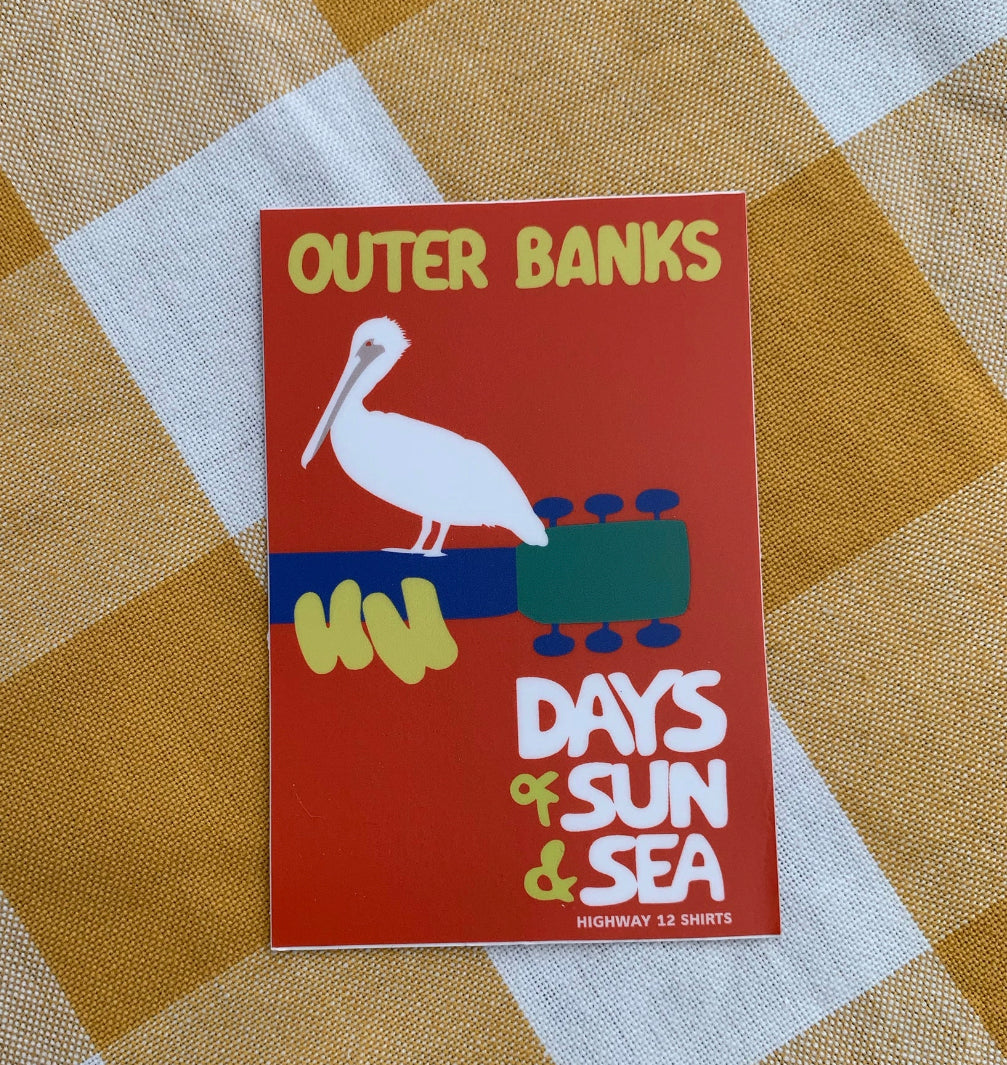 OUTER BANKS
DAYS
of SUN
& SEA
HIGHWAY 12 SHIRTS